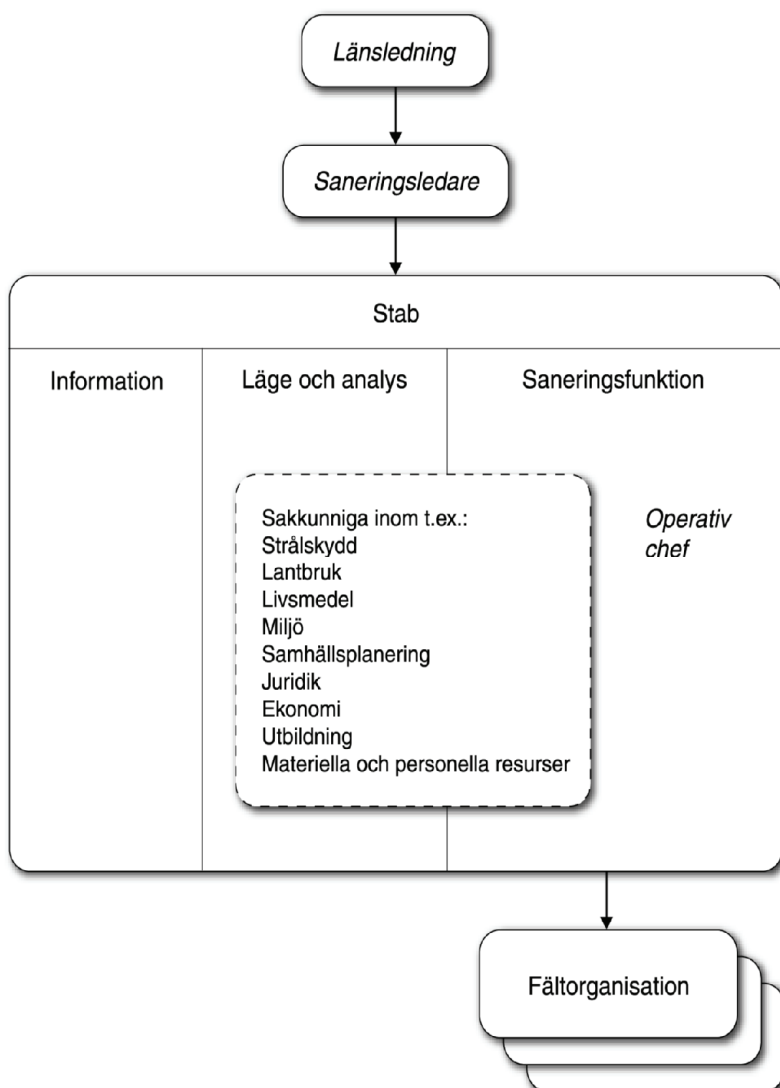 Länsledning
Saneringsledare
Stab
Information
Läge och analys
Saneringsfunktion
Sakkunniga inom t.ex.:
Strålskydd
Lantbruk
Livsmedel
Miljö
Samhällsplanering
Juridik
Ekonomi
Utbildning
Materiella och personella resurser
Operativ
chef
Fältorganisation